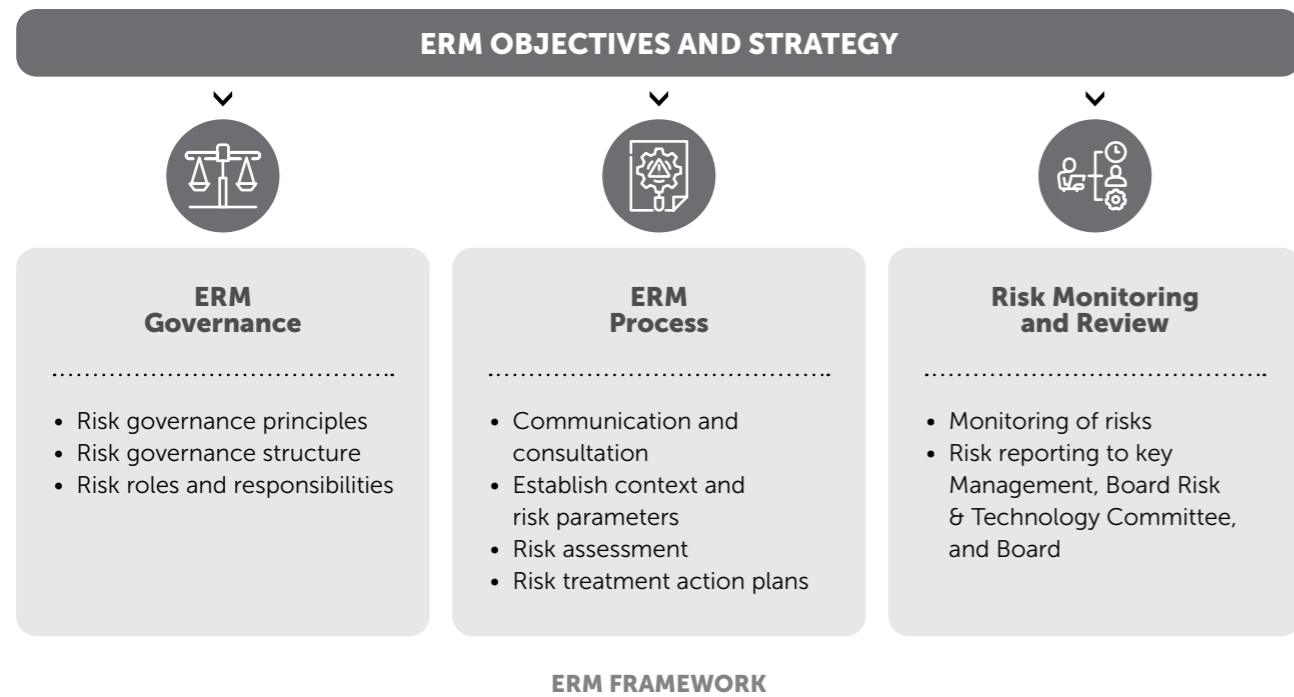 ERM OBJECTIVES AND STRATEGY
ERM
Governance
• Risk governance principles
• Risk governance structure
• Risk roles and responsibilities
ERM
Process
• Communication and
consultation
• Establish context and
risk parameters
• Risk assessment
• Risk treatment action plans
Risk Monitoring
and Review
• Monitoring of risks
• Risk reporting to key
Management, Board Risk
& Technology Committee,
and Board
ERM FRAMEWORK